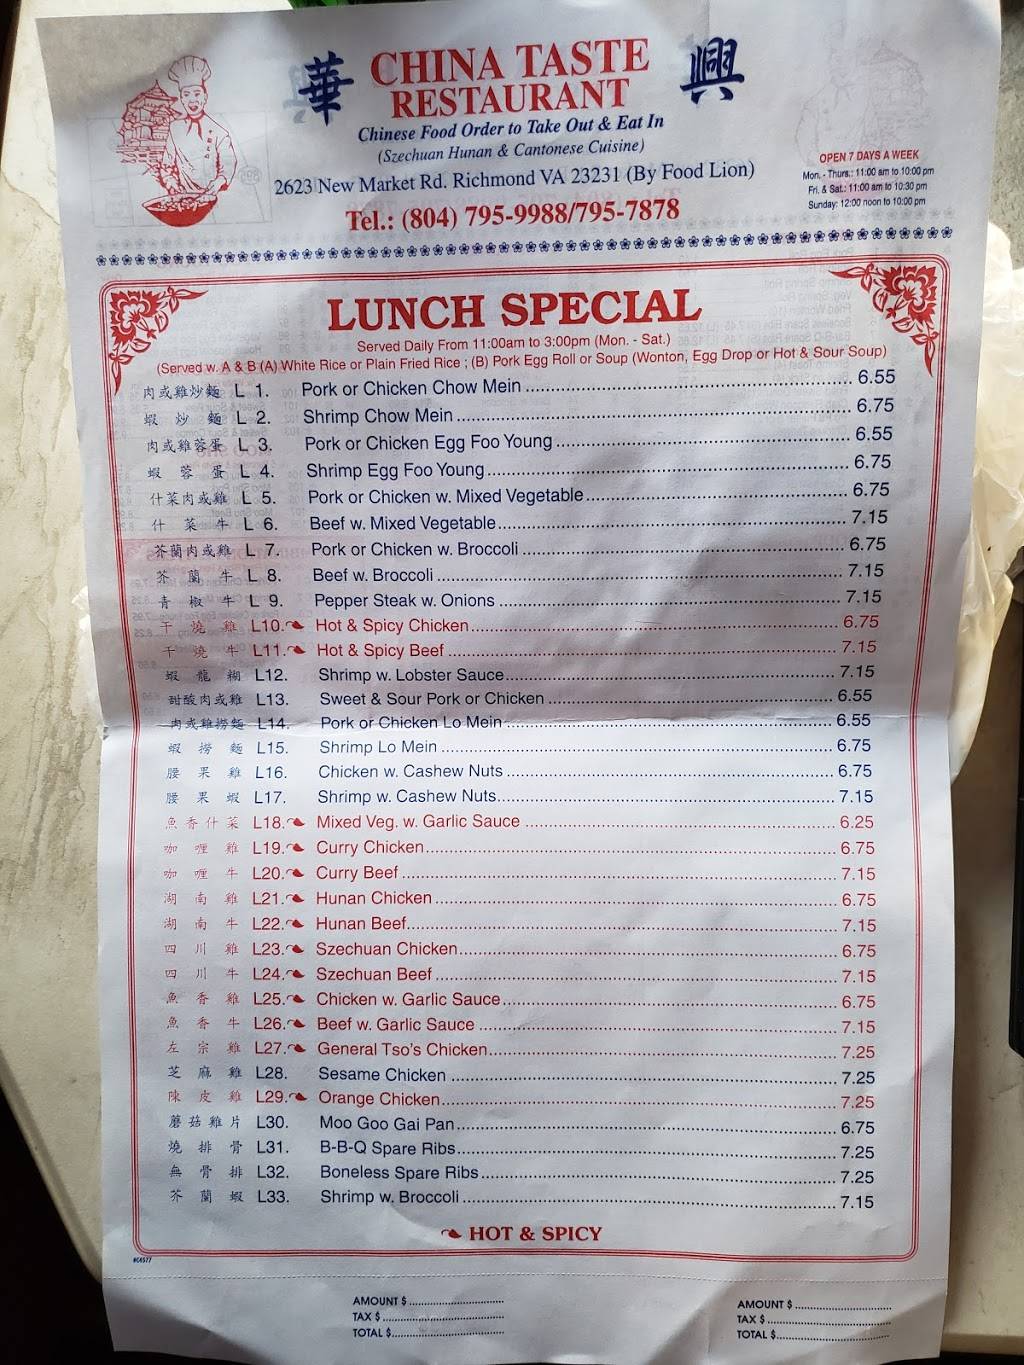 華 CHINA TASTE 興
RESTAURANT
Chinese Food Order to Take Out & Eat In
(Szechuan Hunan & Cantonese Cuisine)
2623 New Market Rd. Richmond VA 23231 (By Food Lion)
Tel.: (804) 795-9988/795-7878
OPEN 7 DAYS A WEEK
Mon. - Thurs.: 11:00 am to 10:00 pm
Fri. & Sat.: 11:00 am to 10:30 pm
Sunday: 12:00 noon to 10:00 pm
LUNCH SPECIAL
Served Daily From 11:00am to 3:00pm (Mon. - Sat.)
(Served w. A & B (A) White Rice or Plain Fried Rice ; (B) Pork Egg Roll or Soup (Wonton, Egg Drop or Hot & Sour Soup)
肉或雞炒麵 L 1. Pork or Chicken Chow Mein 6.55
蝦炒麵 L 2. Shrimp Chow Mein 6.75
肉或雞蓉蛋 L 3. Pork or Chicken Egg Foo Young 6.55
蝦蓉蛋 L 4. Shrimp Egg Foo Young 6.75
什菜肉或雞 L 5. Pork or Chicken w. Mixed Vegetable 6.75
什菜牛 L 6. Beef w. Mixed Vegetable 7.15
芥蘭肉或雞 L 7. Pork or Chicken w. Broccoli 6.75
芥蘭牛 L 8. Beef w. Broccoli 7.15
青椒牛 L 9. Pepper Steak w. Onions 7.15
干燒雞 L10. Hot & Spicy Chicken 6.75
干燒牛 L11. Hot & Spicy Beef 7.15
蝦龍糊 L12. Shrimp w. Lobster Sauce 7.15
甜酸肉或雞 L13. Sweet & Sour Pork or Chicken 6.55
肉或雞撈麵 L14. Pork or Chicken Lo Mein 6.55
蝦撈麵 L15. Shrimp Lo Mein 6.75
腰果雞 L16. Chicken w. Cashew Nuts 6.75
腰果蝦 L17. Shrimp w. Cashew Nuts 7.15
魚香什菜 L18. Mixed Veg. w. Garlic Sauce 6.25
咖喱雞 L19. Curry Chicken 6.75
咖喱牛 L20. Curry Beef 7.15
湖南雞 L21. Hunan Chicken 6.75
湖南牛 L22. Hunan Beef 7.15
四川雞 L23. Szechuan Chicken 6.75
四川牛 L24. Szechuan Beef 7.15
魚香雞 L25. Chicken w. Garlic Sauce 6.75
魚香牛 L26. Beef w. Garlic Sauce 7.15
左宗雞 L27. General Tso's Chicken 7.25
芝麻雞 L28. Sesame Chicken 7.25
陳皮雞 L29. Orange Chicken 7.25
蘑菇雞片 L30. Moo Goo Gai Pan 6.75
燒排骨 L31. B-B-Q Spare Ribs 7.25
無骨排 L32. Boneless Spare Ribs 7.25
芥蘭蝦 L33. Shrimp w. Broccoli 7.15
HOT & SPICY
AMOUNT $
TAX $
TOTAL $
AMOUNT $
TAX $
TOTAL $